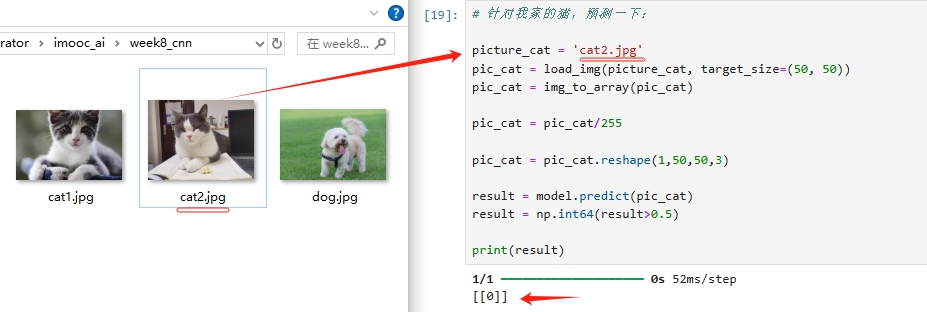 rator > imooc_ai > week8_cnn
在 week8...
cat1.jpg
cat2.jpg
dog.jpg
[19]:
# 针对我家的猫，预测一下：
picture_cat = 'cat2.jpg'
pic_cat = load_img(picture_cat, target_size=(50, 50))
pic_cat = img_to_array(pic_cat)
pic_cat = pic_cat/255
pic_cat = pic_cat.reshape(1,50,50,3)
result = model.predict(pic_cat)
result = np.int64(result>0.5)
print(result)
1/1 ━━━━━━━━━━━━━━━━━━━━ 0s 52ms/step
[[0]]